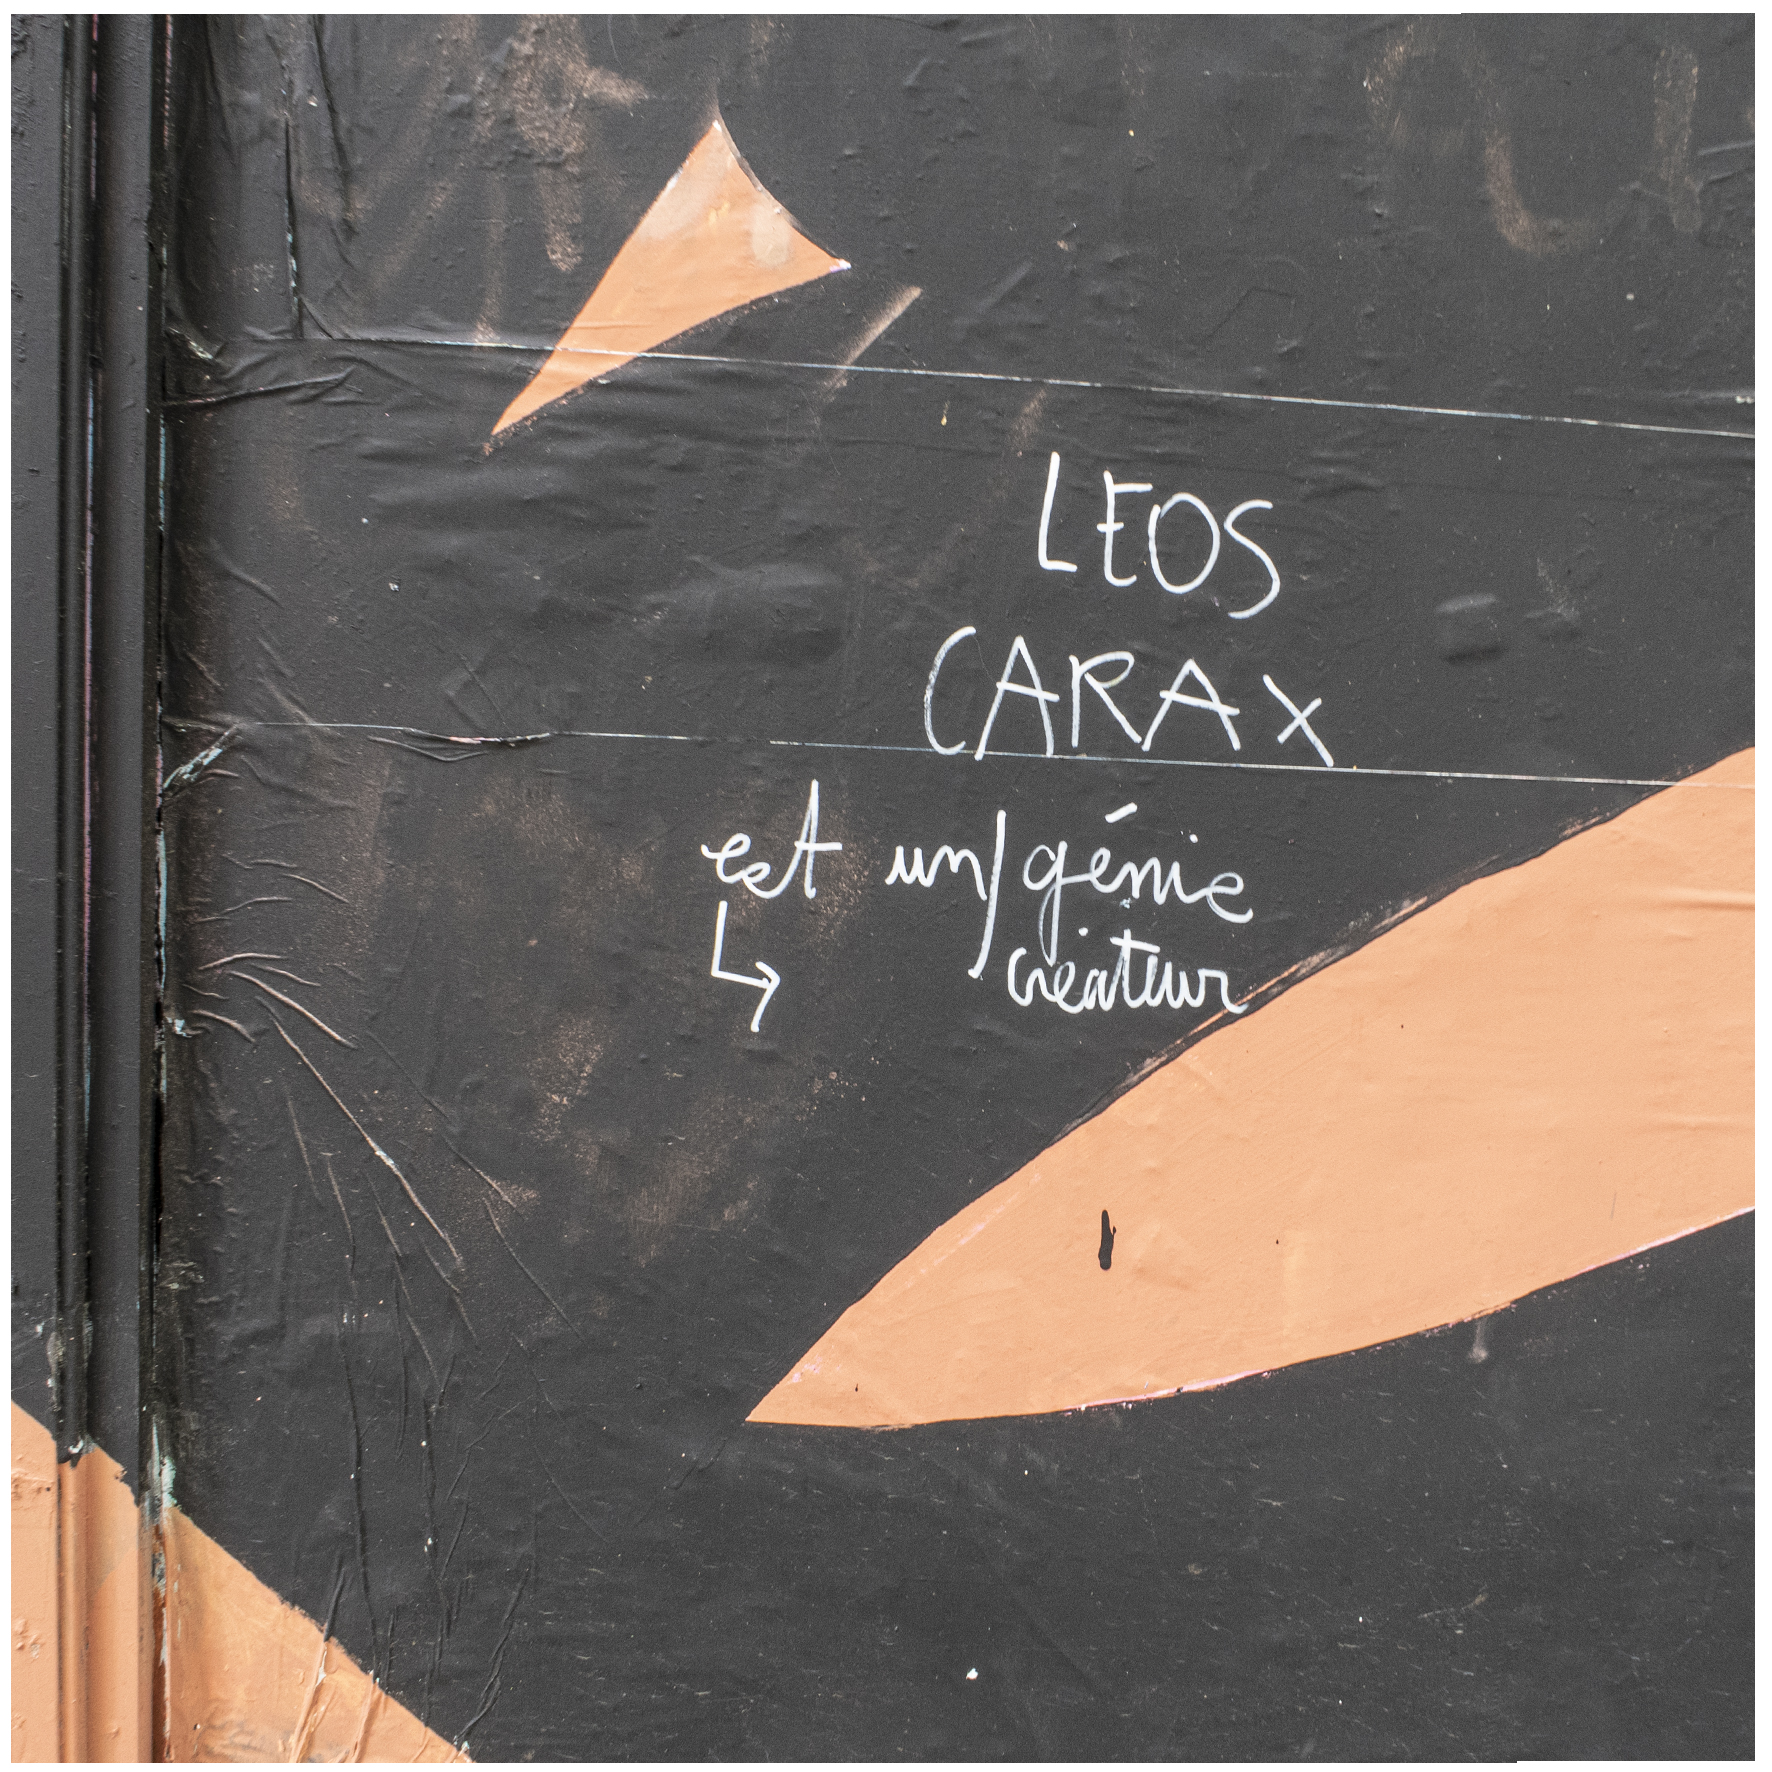 LEOS
CARAX
est un/génie
créateur